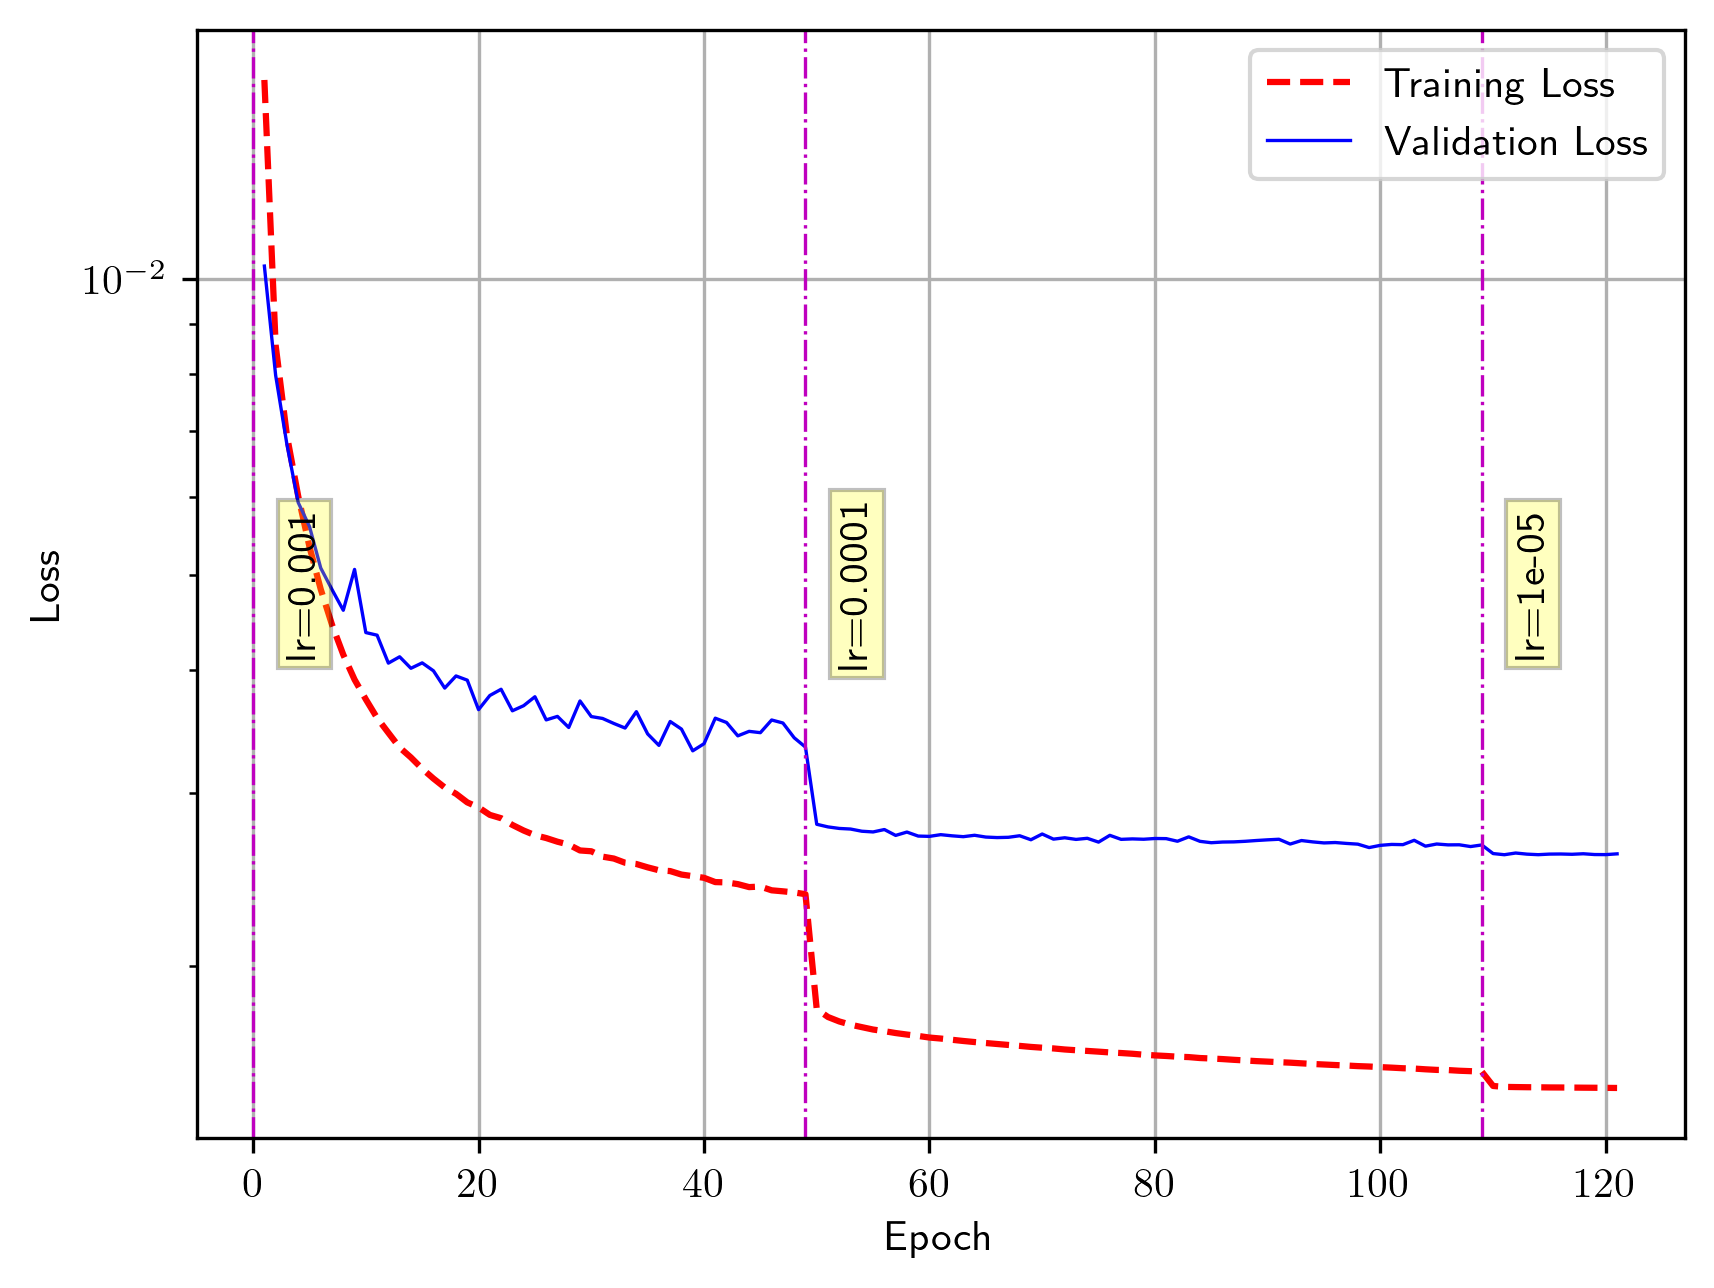 Training Loss
Validation Loss
10⁻²
Loss
lr=0.001
lr=0.0001
lr=1e-05
0 20 40 60 80 100 120
Epoch